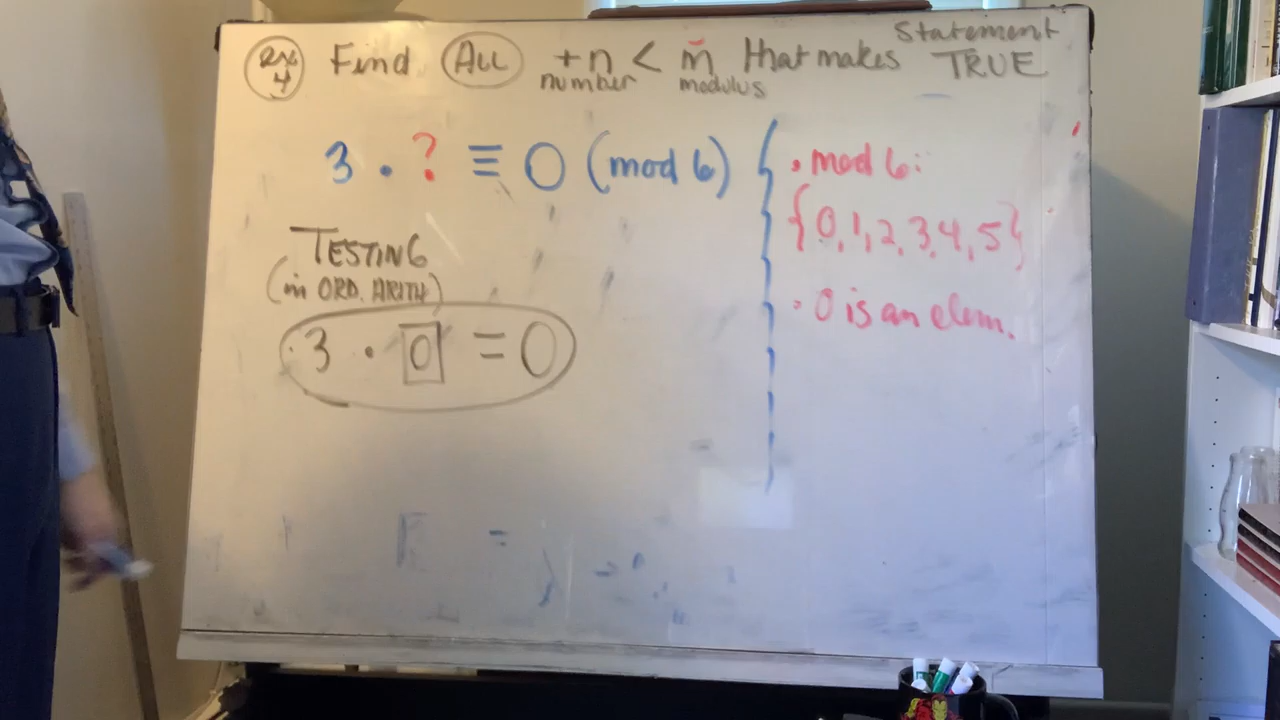 Ex 4 Find ALL + n < m that makes Statement TRUE
number modulus
3 · ? ≡ 0 (mod 6)
TESTING
(in ORD. ARITH)
3 · 0 = 0
• mod 6:
{0,1,2,3,4,5}
• 0 is an elem.